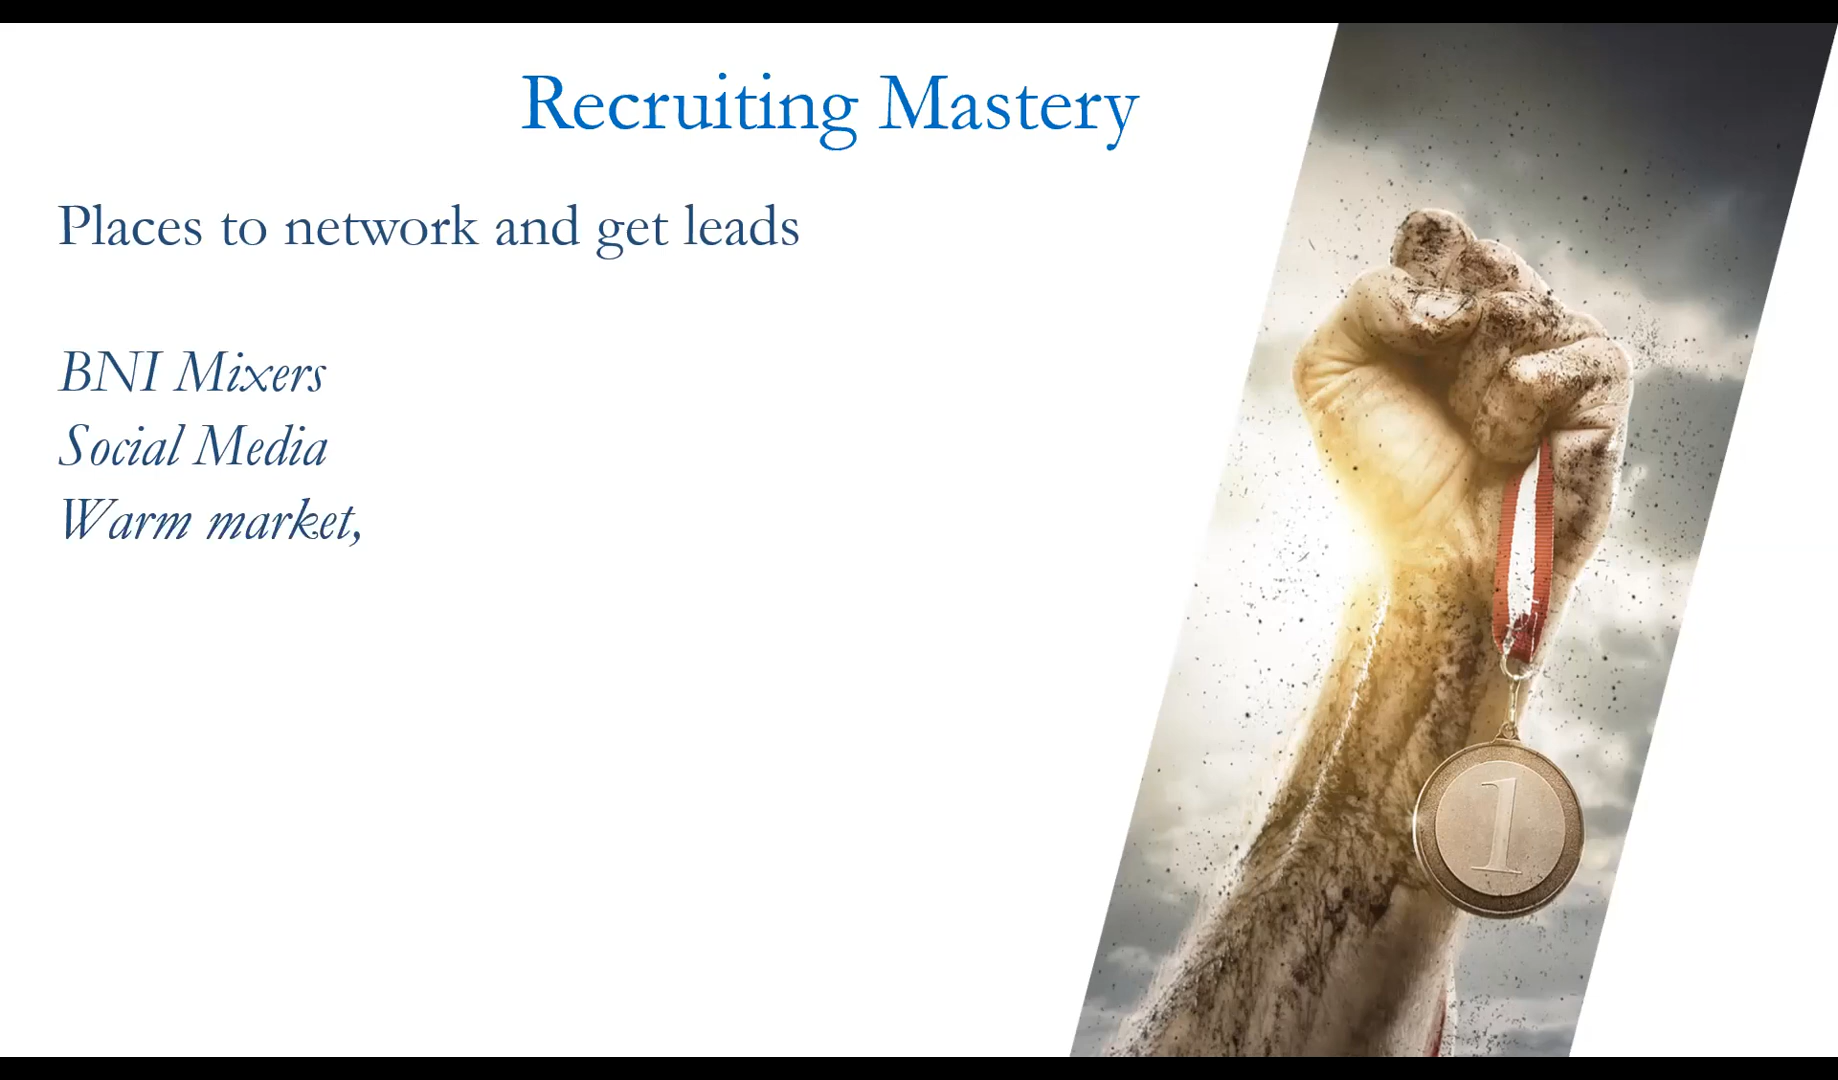 Recruiting Mastery
Places to network and get leads
BNI Mixers
Social Media
Warm market,
1